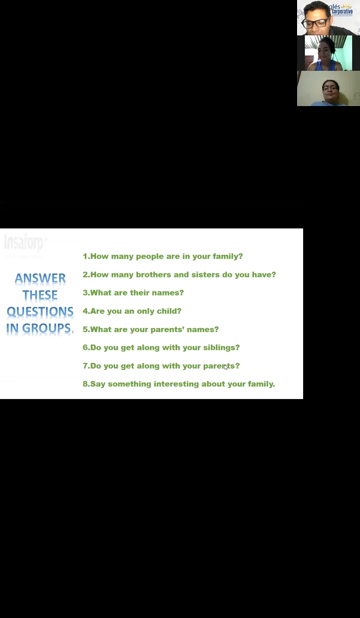 Inglés
Corporativo
Insaforp
ANSWER
THESE
QUESTIONS
IN GROUPS.
1.How many people are in your family?
2.How many brothers and sisters do you have?
3.What are their names?
4.Are you an only child?
5.What are your parents' names?
6.Do you get along with your siblings?
7.Do you get along with your parents?
8.Say something interesting about your family.